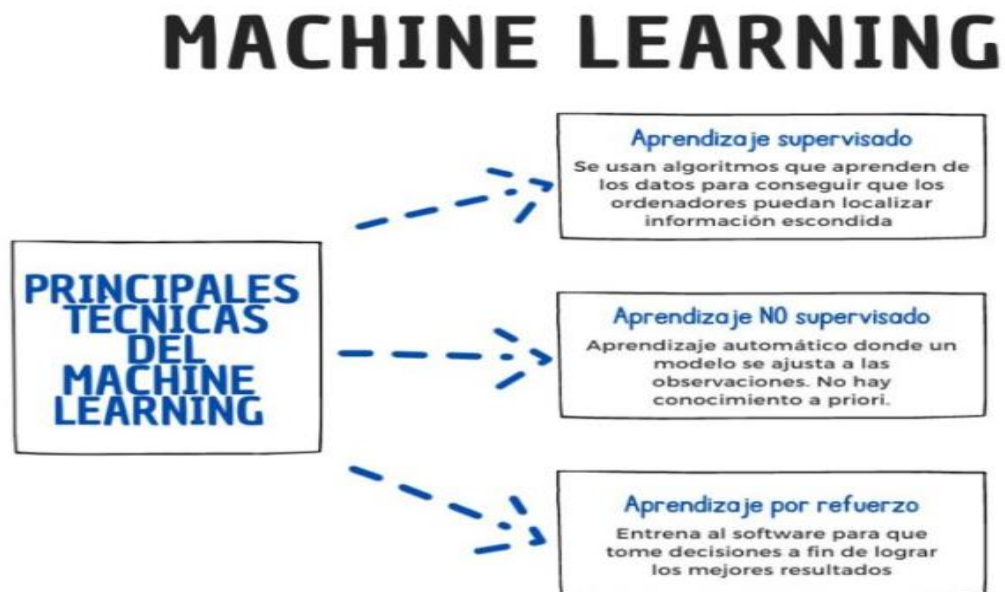 MACHINE LEARNING
PRINCIPALES
TÉCNICAS
DEL
MACHINE
LEARNING
Aprendizaje supervisado
Se usan algoritmos que aprenden de
los datos para conseguir que los
ordenadores puedan localizar
información escondida
Aprendizaje NO supervisado
Aprendizaje automático donde un
modelo se ajusta a las
observaciones. No hay
conocimiento a priori.
Aprendizaje por refuerzo
Entrena al software para que
tome decisiones a fin de lograr
los mejores resultados